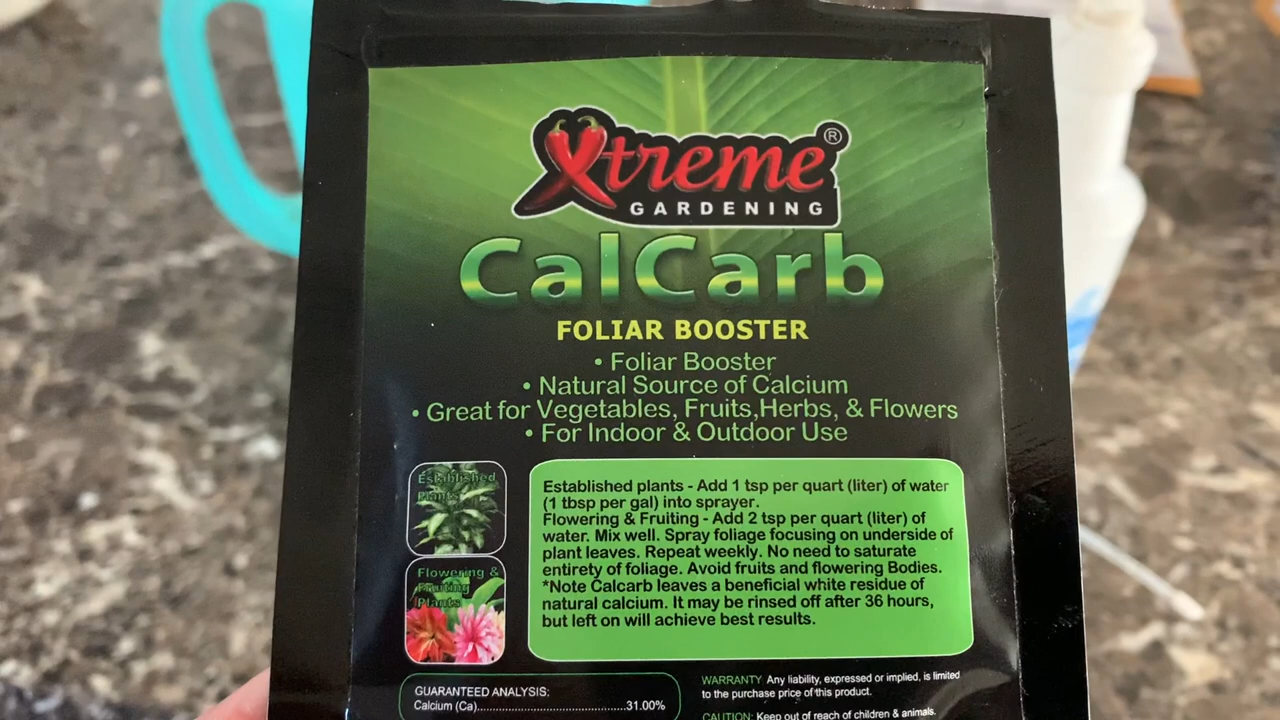 Xtreme®
GARDENING
CalCarb
FOLIAR BOOSTER
• Foliar Booster
• Natural Source of Calcium
• Great for Vegetables, Fruits,Herbs, & Flowers
• For Indoor & Outdoor Use
Established
Plants
Established plants - Add 1 tsp per quart (liter) of water
(1 tbsp per gal) into sprayer.
Flowering & Fruiting - Add 2 tsp per quart (liter) of
water. Mix well. Spray foliage focusing on underside of
plant leaves. Repeat weekly. No need to saturate
entirety of foliage. Avoid fruits and flowering Bodies.
*Note Calcarb leaves a beneficial white residue of
natural calcium. It may be rinsed off after 36 hours,
but left on will achieve best results.
Flowering &
Fruiting
Plants
GUARANTEED ANALYSIS:
Calcium (Ca)......................................31.00%
WARRANTY: Any liability, expressed or implied, is limited
to the purchase price of this product.
CAUTION: Keep out of reach of children & animals.